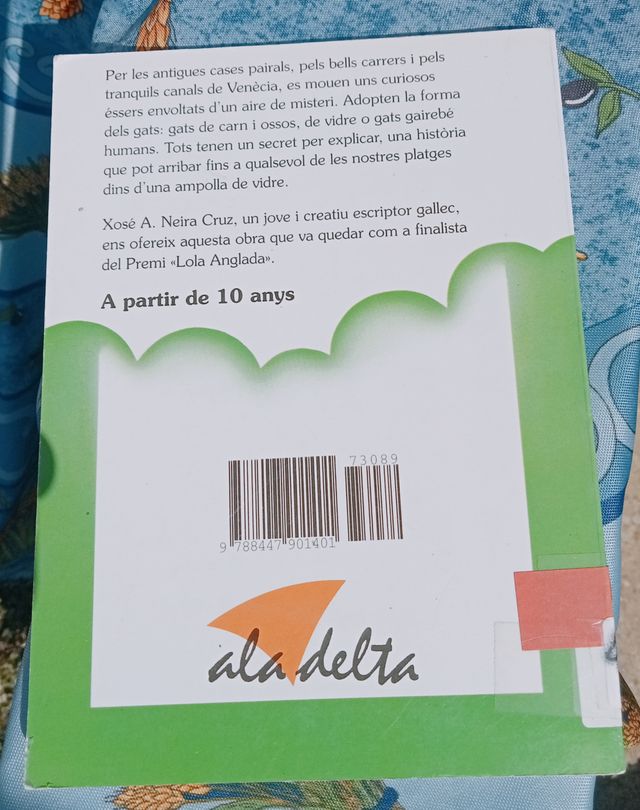 Per les antigues cases pairals, pels bells carrers i pels
tranquils canals de Venècia, es mouen uns curiosos
éssers envoltats d'un aire de misteri. Adopten la forma
dels gats: gats de carn i ossos, de vidre o gats gairebé
humans. Tots tenen un secret per explicar, una història
que pot arribar fins a qualsevol de les nostres platges
dins d'una ampolla de vidre.
Xosé A. Neira Cruz, un jove i creatiu escriptor gallec,
ens ofereix aquesta obra que va quedar com a finalista
del Premi «Lola Anglada».
A partir de 10 anys
73089
9 788447 901401
ala delta